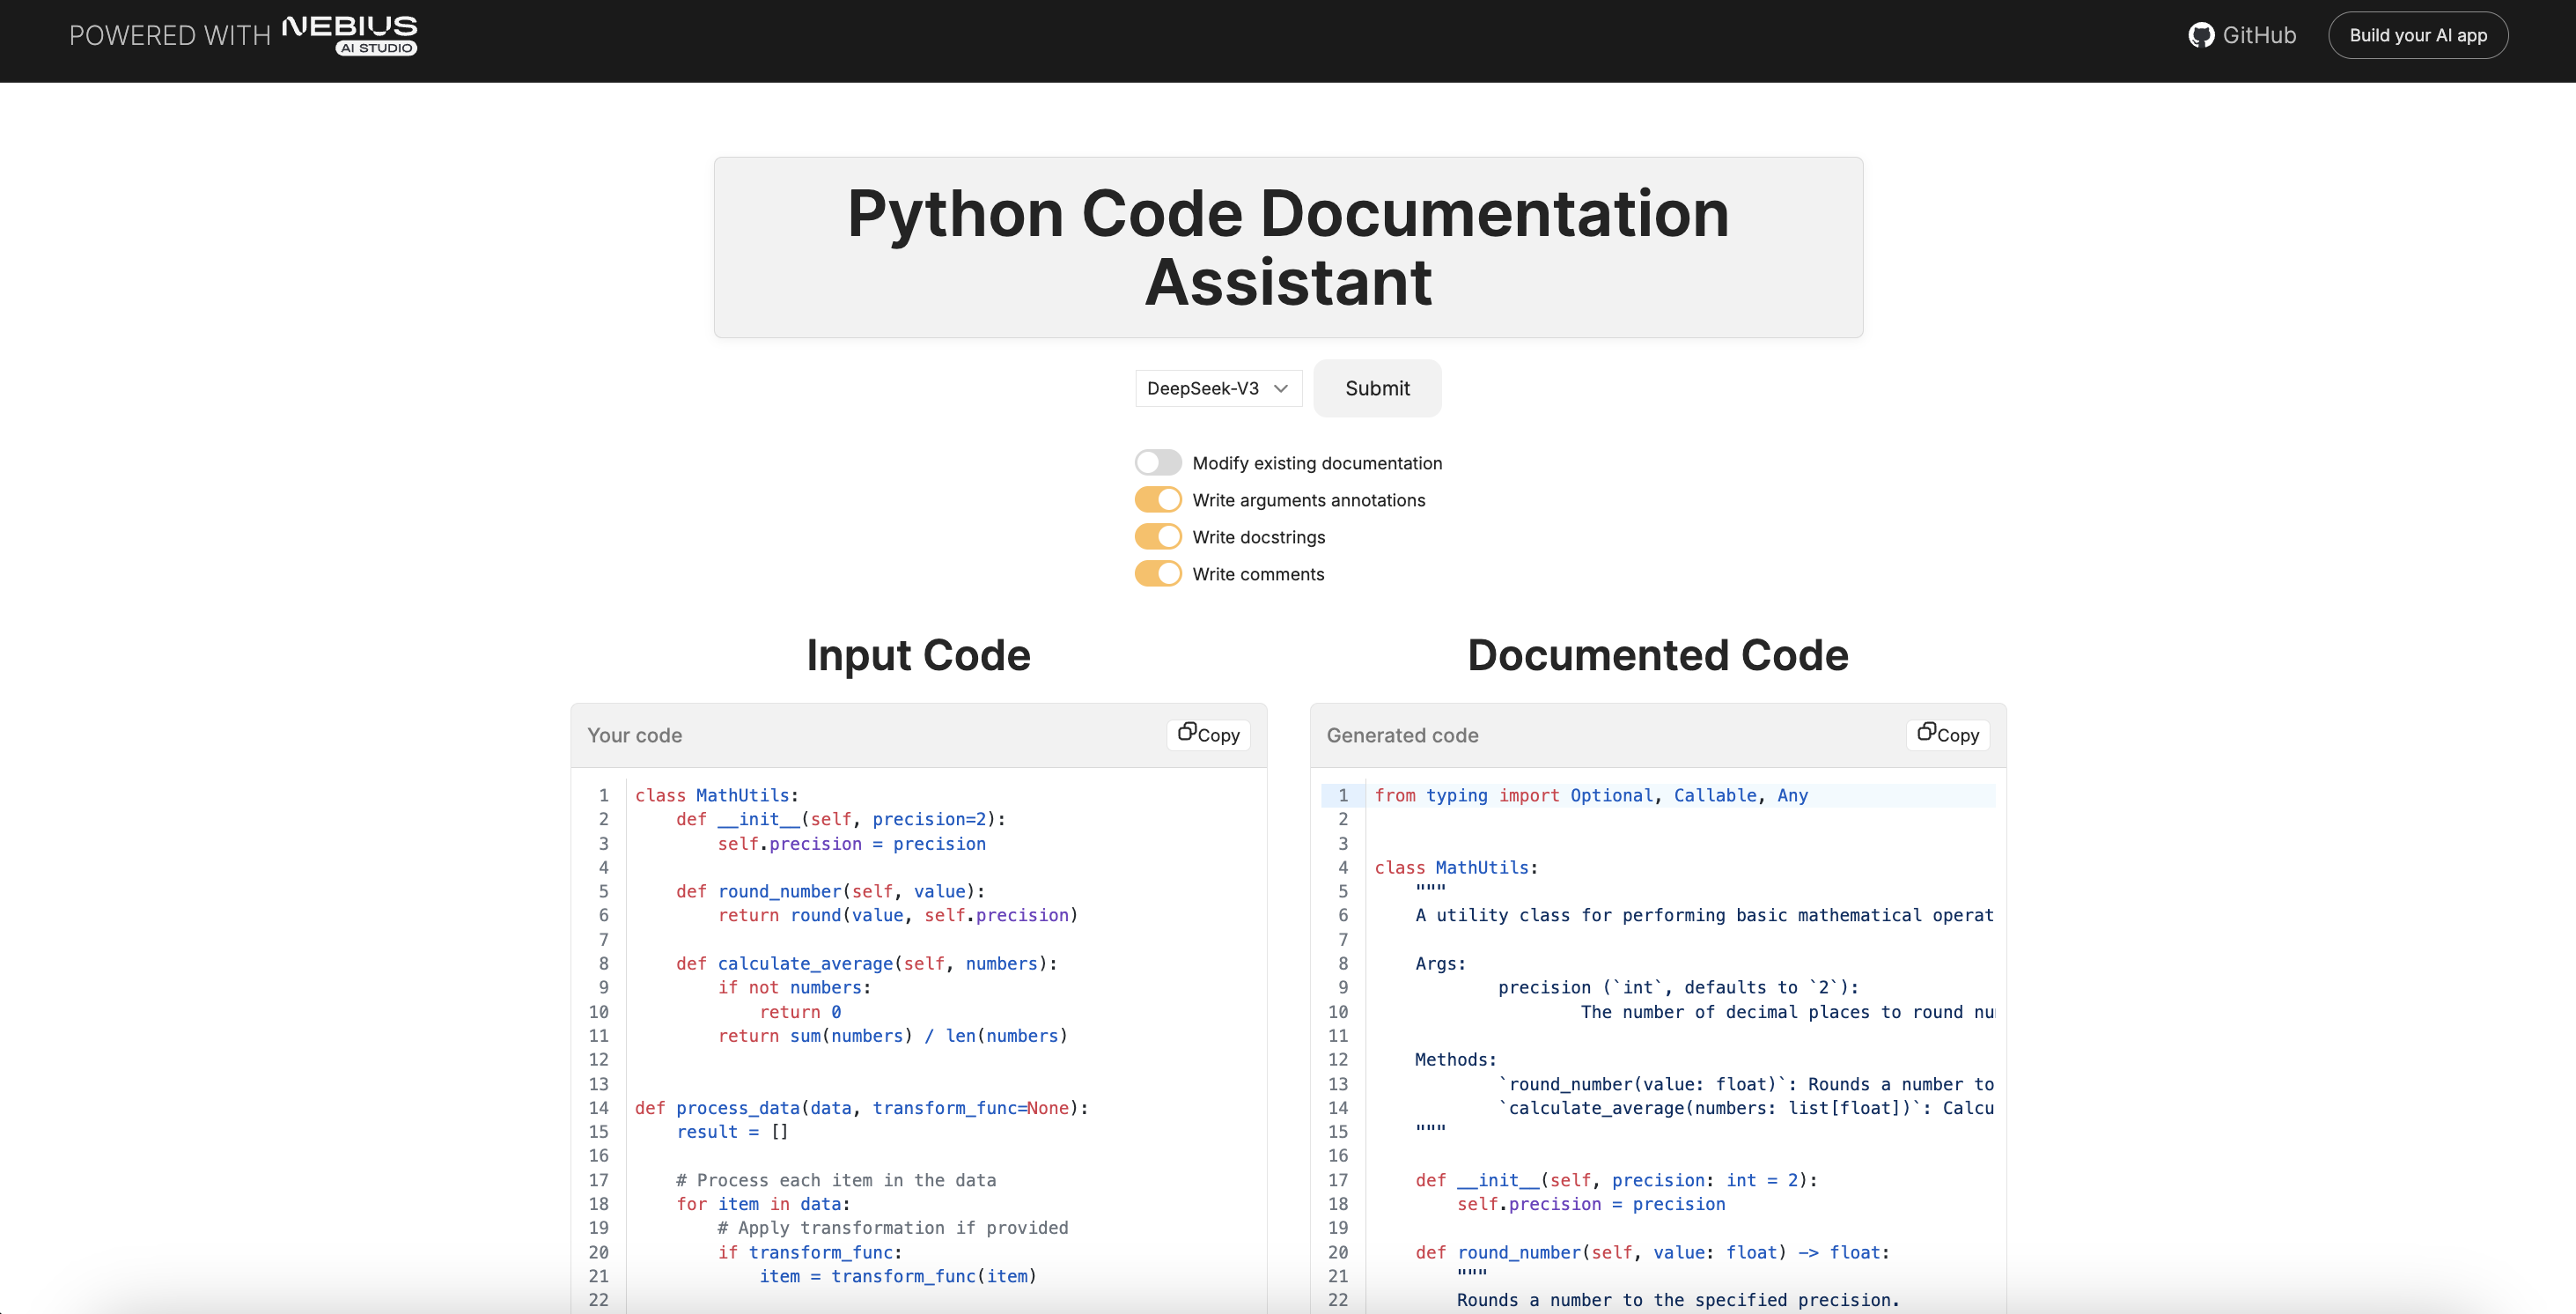 POWERED WITH NEBIUS
AI STUDIO
GitHub
Build your AI app
Python Code Documentation
Assistant
DeepSeek-V3
Submit
Modify existing documentation
Write arguments annotations
Write docstrings
Write comments
Input Code
Your code
Copy
1 class MathUtils:
2     def __init__(self, precision=2):
3         self.precision = precision
4
5     def round_number(self, value):
6         return round(value, self.precision)
7
8     def calculate_average(self, numbers):
9         if not numbers:
10             return 0
11         return sum(numbers) / len(numbers)
12
13
14 def process_data(data, transform_func=None):
15     result = []
16
17     # Process each item in the data
18     for item in data:
19         # Apply transformation if provided
20         if transform_func:
21             item = transform_func(item)
22
Documented Code
Generated code
Copy
1 from typing import Optional, Callable, Any
2
3
4 class MathUtils:
5     """
6     A utility class for performing basic mathematical operat
7
8     Args:
9             precision (`int`, defaults to `2`):
10                     The number of decimal places to round nu
11
12     Methods:
13             `round_number(value: float)`: Rounds a number to
14             `calculate_average(numbers: list[float])`: Calcu
15     """
16
17     def __init__(self, precision: int = 2):
18         self.precision = precision
19
20     def round_number(self, value: float) -> float:
21         """
22         Rounds a number to the specified precision.